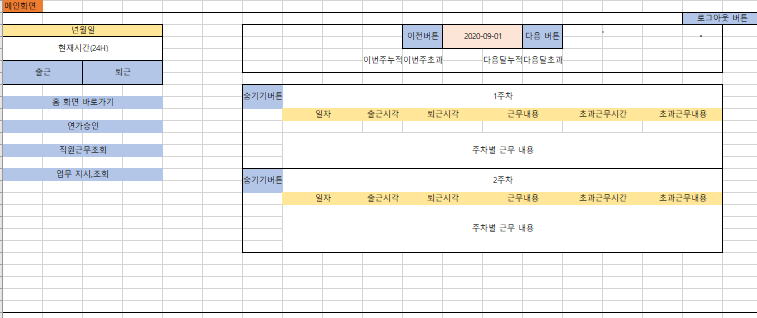 메인화면
로그아웃 버튼
년월일
현재시간(24H)
출근 퇴근
홈 화면 바로가기
연가승인
직원근무조회
업무 지시,조회
이전버튼 2020-09-01 다음 버튼
이번주누적이번주초과 다음달누적다음달초과
숨기기버튼 1주차
일자 출근시각 퇴근시각 근무내용 초과근무시간 초과근무내용
주차별 근무 내용
숨기기버튼 2주차
일자 출근시각 퇴근시각 근무내용 초과근무시간 초과근무내용
주차별 근무 내용